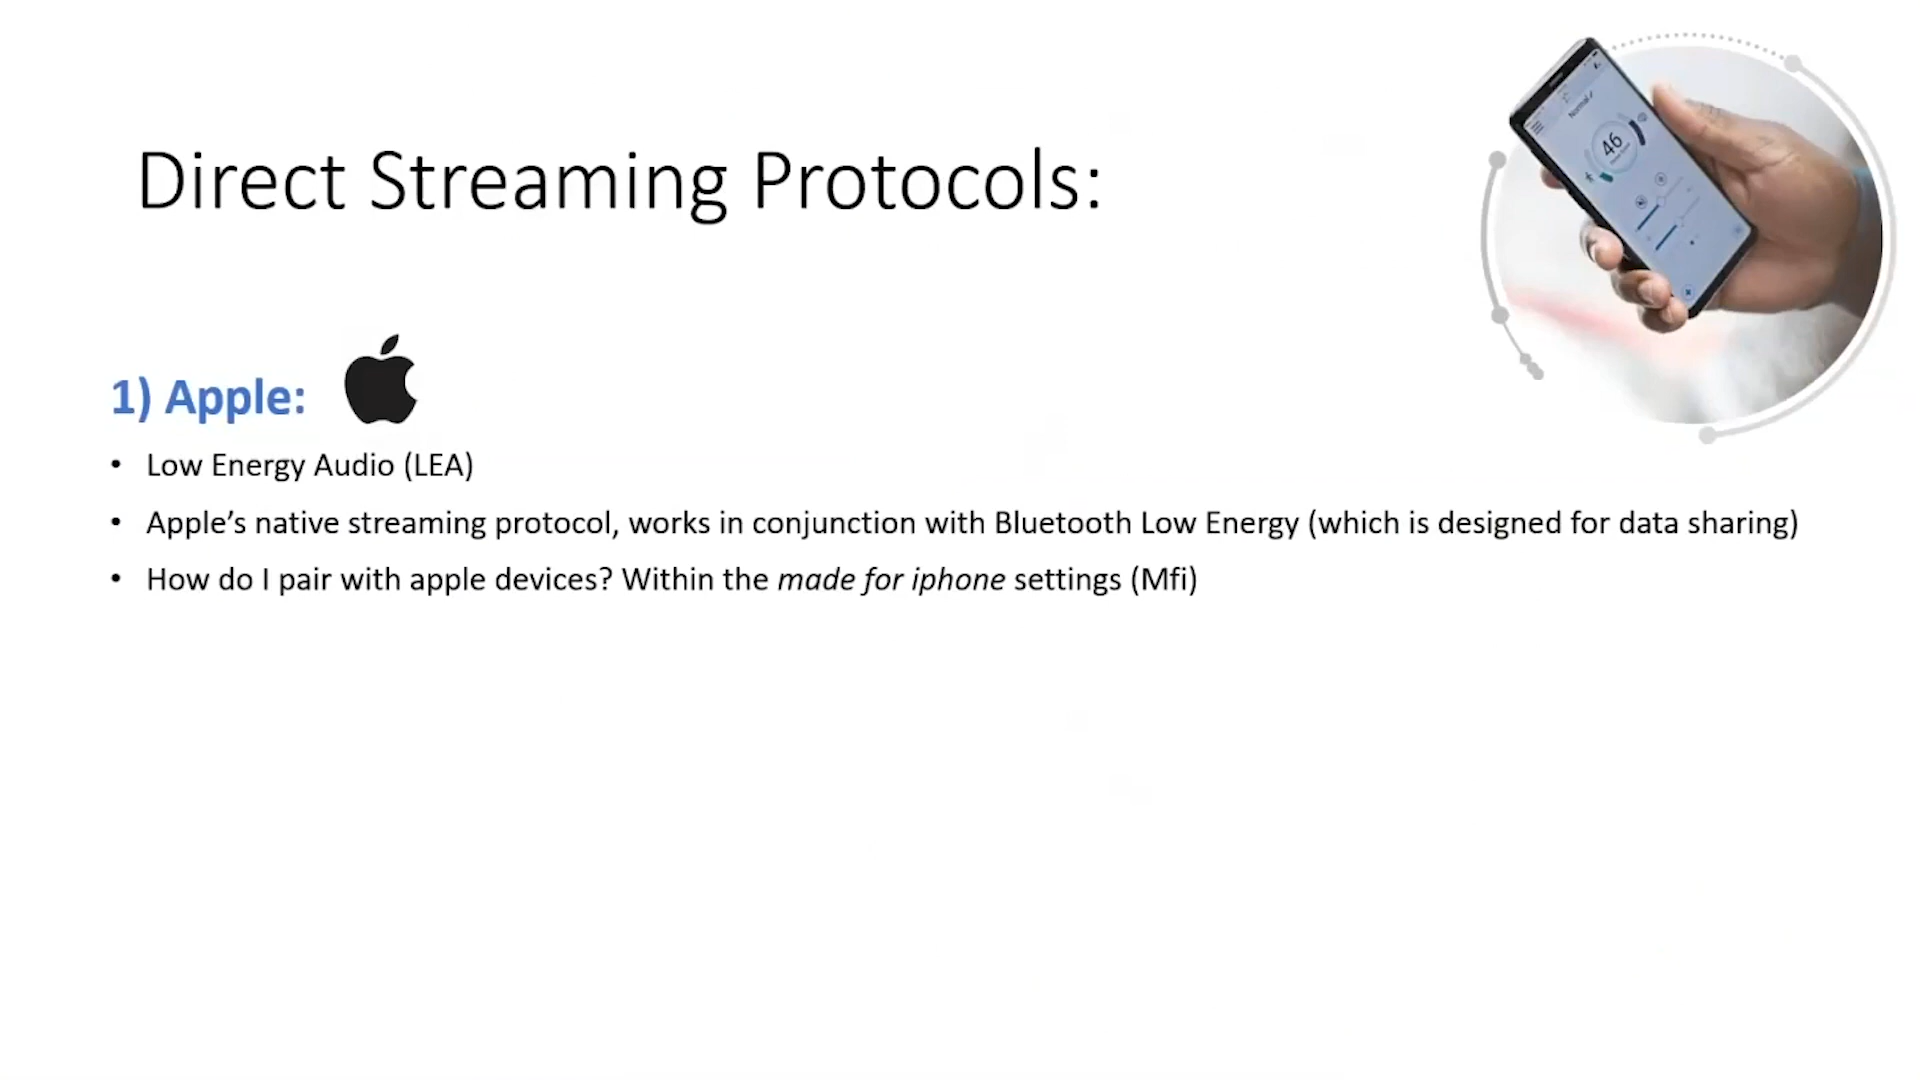 Direct Streaming Protocols:
Normal
46
1) Apple:
• Low Energy Audio (LEA)
• Apple’s native streaming protocol, works in conjunction with Bluetooth Low Energy (which is designed for data sharing)
• How do I pair with apple devices? Within the made for iphone settings (Mfi)